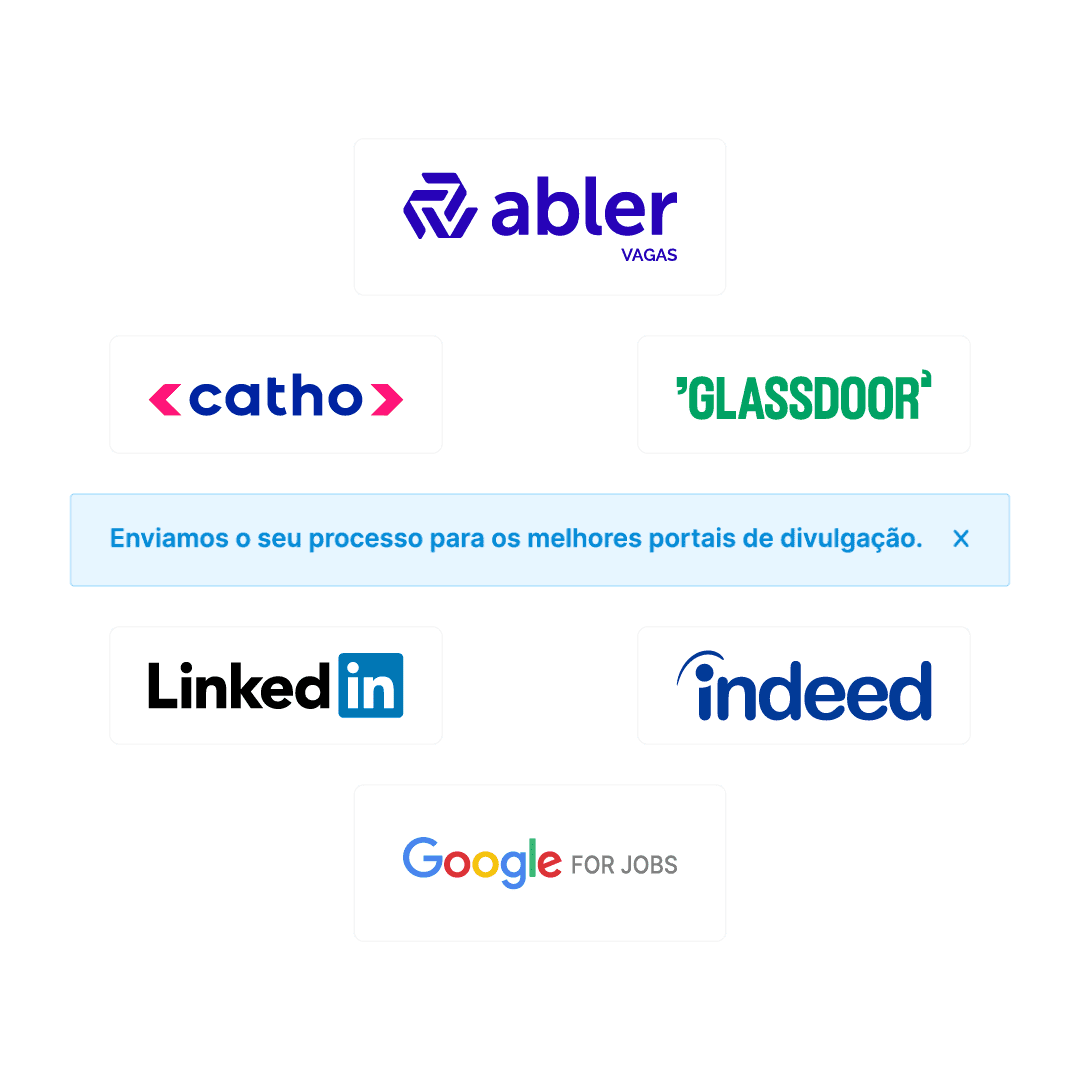 abler
VAGAS
catho
GLASSDOOR
Enviamos o seu processo para os melhores portais de divulgação. ×
Linked in
indeed
Google FOR JOBS